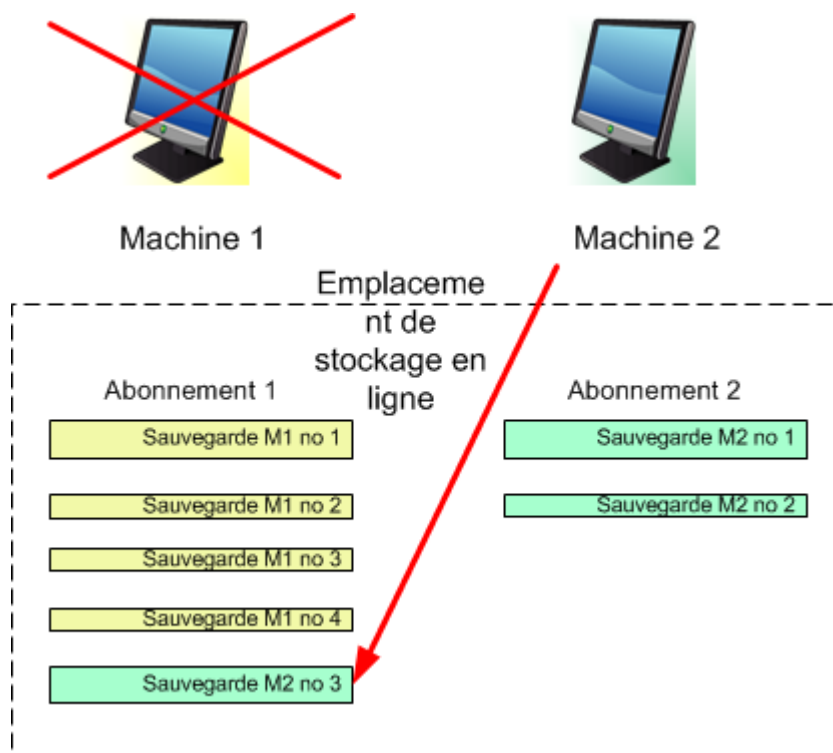 Machine 1
Machine 2
Emplaceme
nt de
stockage en
ligne
Abonnement 1
Sauvegarde M1 no 1
Sauvegarde M1 no 2
Sauvegarde M1 no 3
Sauvegarde M1 no 4
Sauvegarde M2 no 3
Abonnement 2
Sauvegarde M2 no 1
Sauvegarde M2 no 2